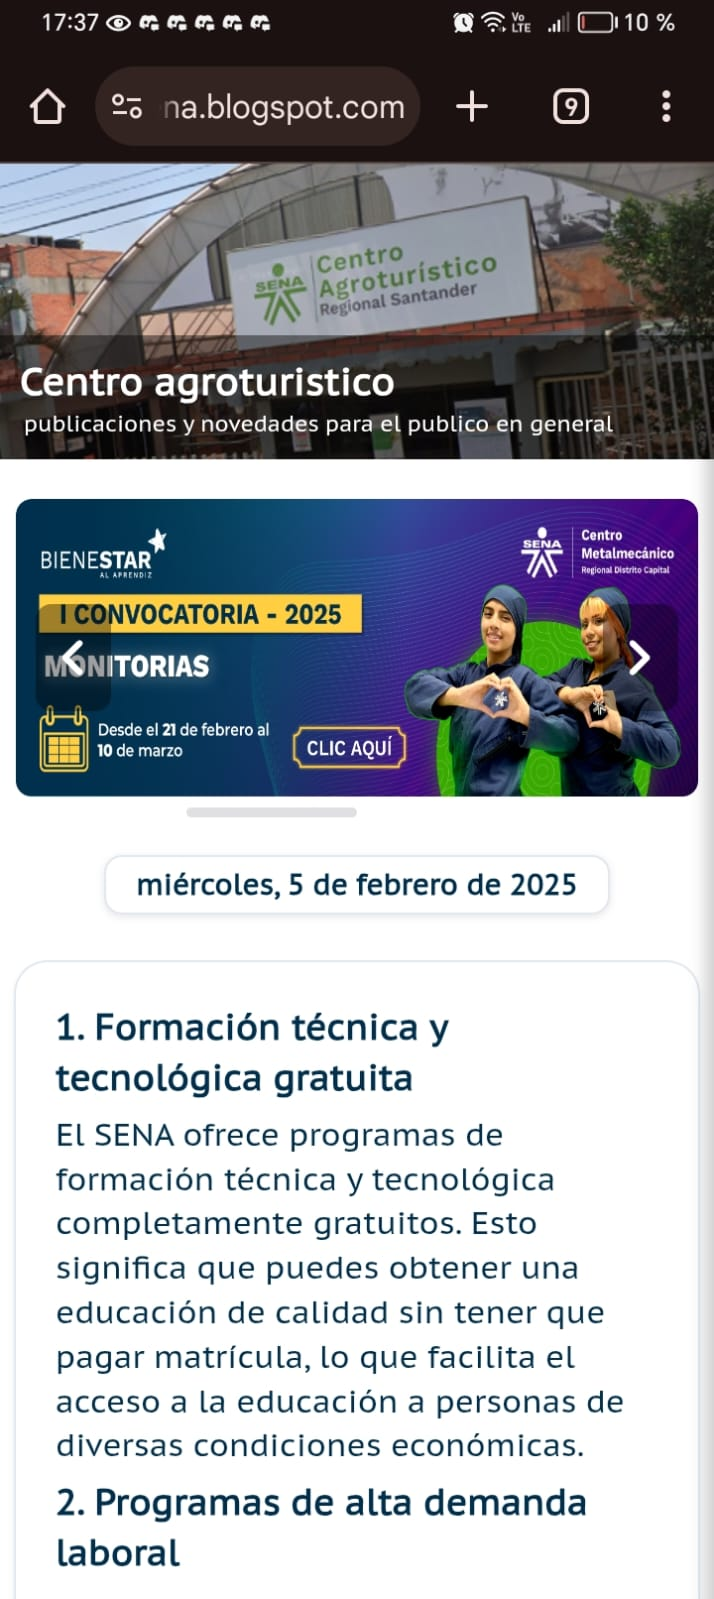 17:37
Vo
LTE
10 %
na.blogspot.com
9
SENA
Centro
Agroturístico
Regional Santander
Centro agroturistico
publicaciones y novedades para el publico en general
BIENESTAR
AL APRENDIZ
SENA
Centro
Metalmecánico
Regional Distrito Capital
I CONVOCATORIA - 2025
MONITORIAS
Desde el 21 de febrero al
10 de marzo
CLIC AQUÍ
miércoles, 5 de febrero de 2025
1. Formación técnica y
tecnológica gratuita
El SENA ofrece programas de
formación técnica y tecnológica
completamente gratuitos. Esto
significa que puedes obtener una
educación de calidad sin tener que
pagar matrícula, lo que facilita el
acceso a la educación a personas de
diversas condiciones económicas.
2. Programas de alta demanda
laboral